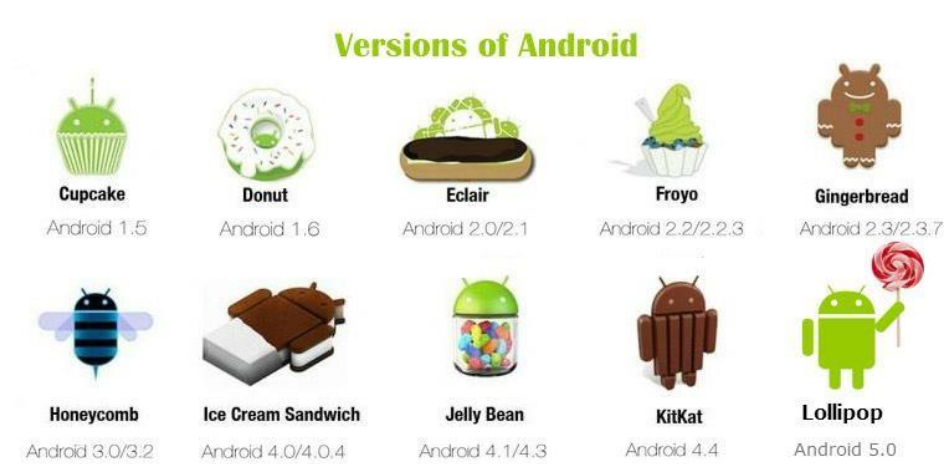 Versions of Android
Cupcake
Android 1.5
Donut
Android 1.6
Eclair
Android 2.0/2.1
Froyo
Android 2.2/2.2.3
Gingerbread
Android 2.3/2.3.7
Honeycomb
Android 3.0/3.2
Ice Cream Sandwich
Android 4.0/4.0.4
Jelly Bean
Android 4.1/4.3
KitKat
Android 4.4
Lollipop
Android 5.0